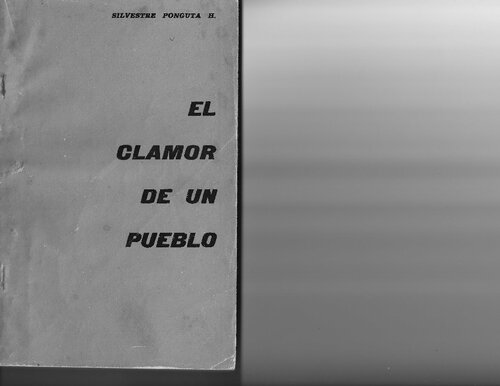 SILVESTRE PONGUTA H.
EL
CLAMOR
DE UN
PUEBLO